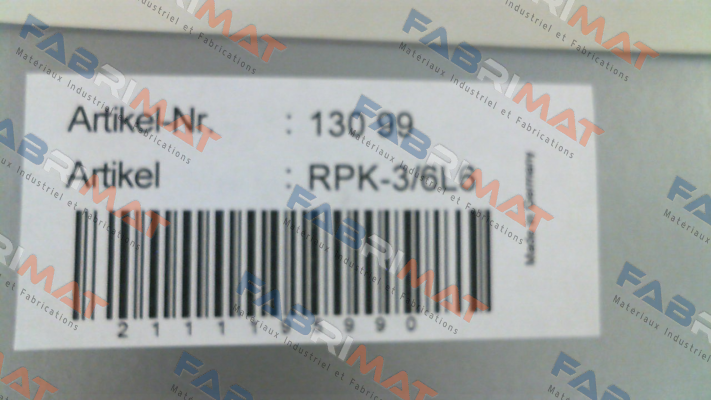 Artikel-Nr. : 130 99
Artikel : RPK-3/6L6
Made in Germany
FABRIMAT
Materiaux Industriel et Fabrications